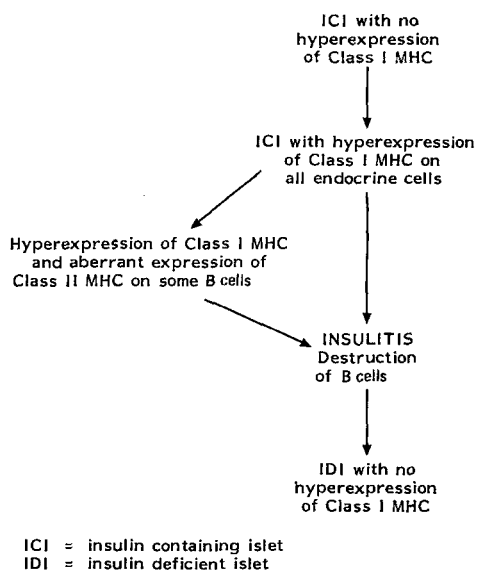 ICI with no
hyperexpression
of Class I MHC
ICI with hyperexpression
of Class I MHC on
all endocrine cells
Hyperexpression of Class I MHC
and aberrant expression of
Class II MHC on some B cells
INSULITIS
Destruction
of B cells
IDI with no
hyperexpression
of Class I MHC
ICI = insulin containing islet
IDI = insulin deficient islet